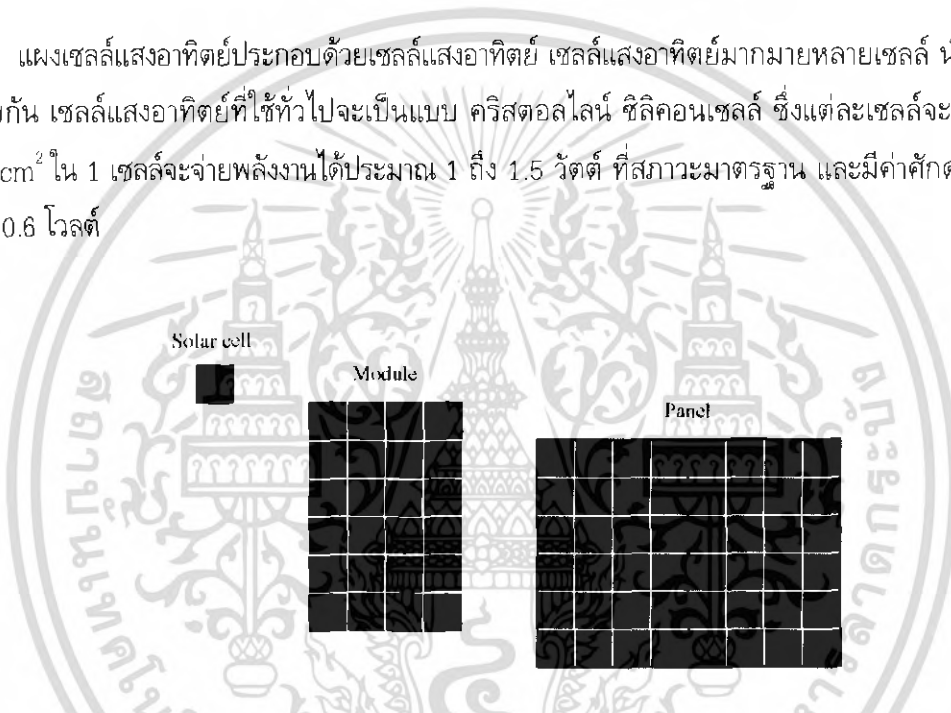 แผงเซลล์แสงอาทิตย์ประกอบด้วยเซลล์แสงอาทิตย์ เซลล์แสงอาทิตย์มากมายหลายเซลล์
กัน เซลล์แสงอาทิตย์ที่ใช้ทั่วไปจะเป็นแบบ คริสตอลไลน์ ซิลิคอนเซลล์ ซึ่งแต่ละเซลล์จะ
cm² ใน 1 เซลล์จะจ่ายพลังงานได้ประมาณ 1 ถึง 1.5 วัตต์ ที่สภาวะมาตรฐาน และมีค่าศักด
0.6 โวลต์
Solar cell
Module
Panel